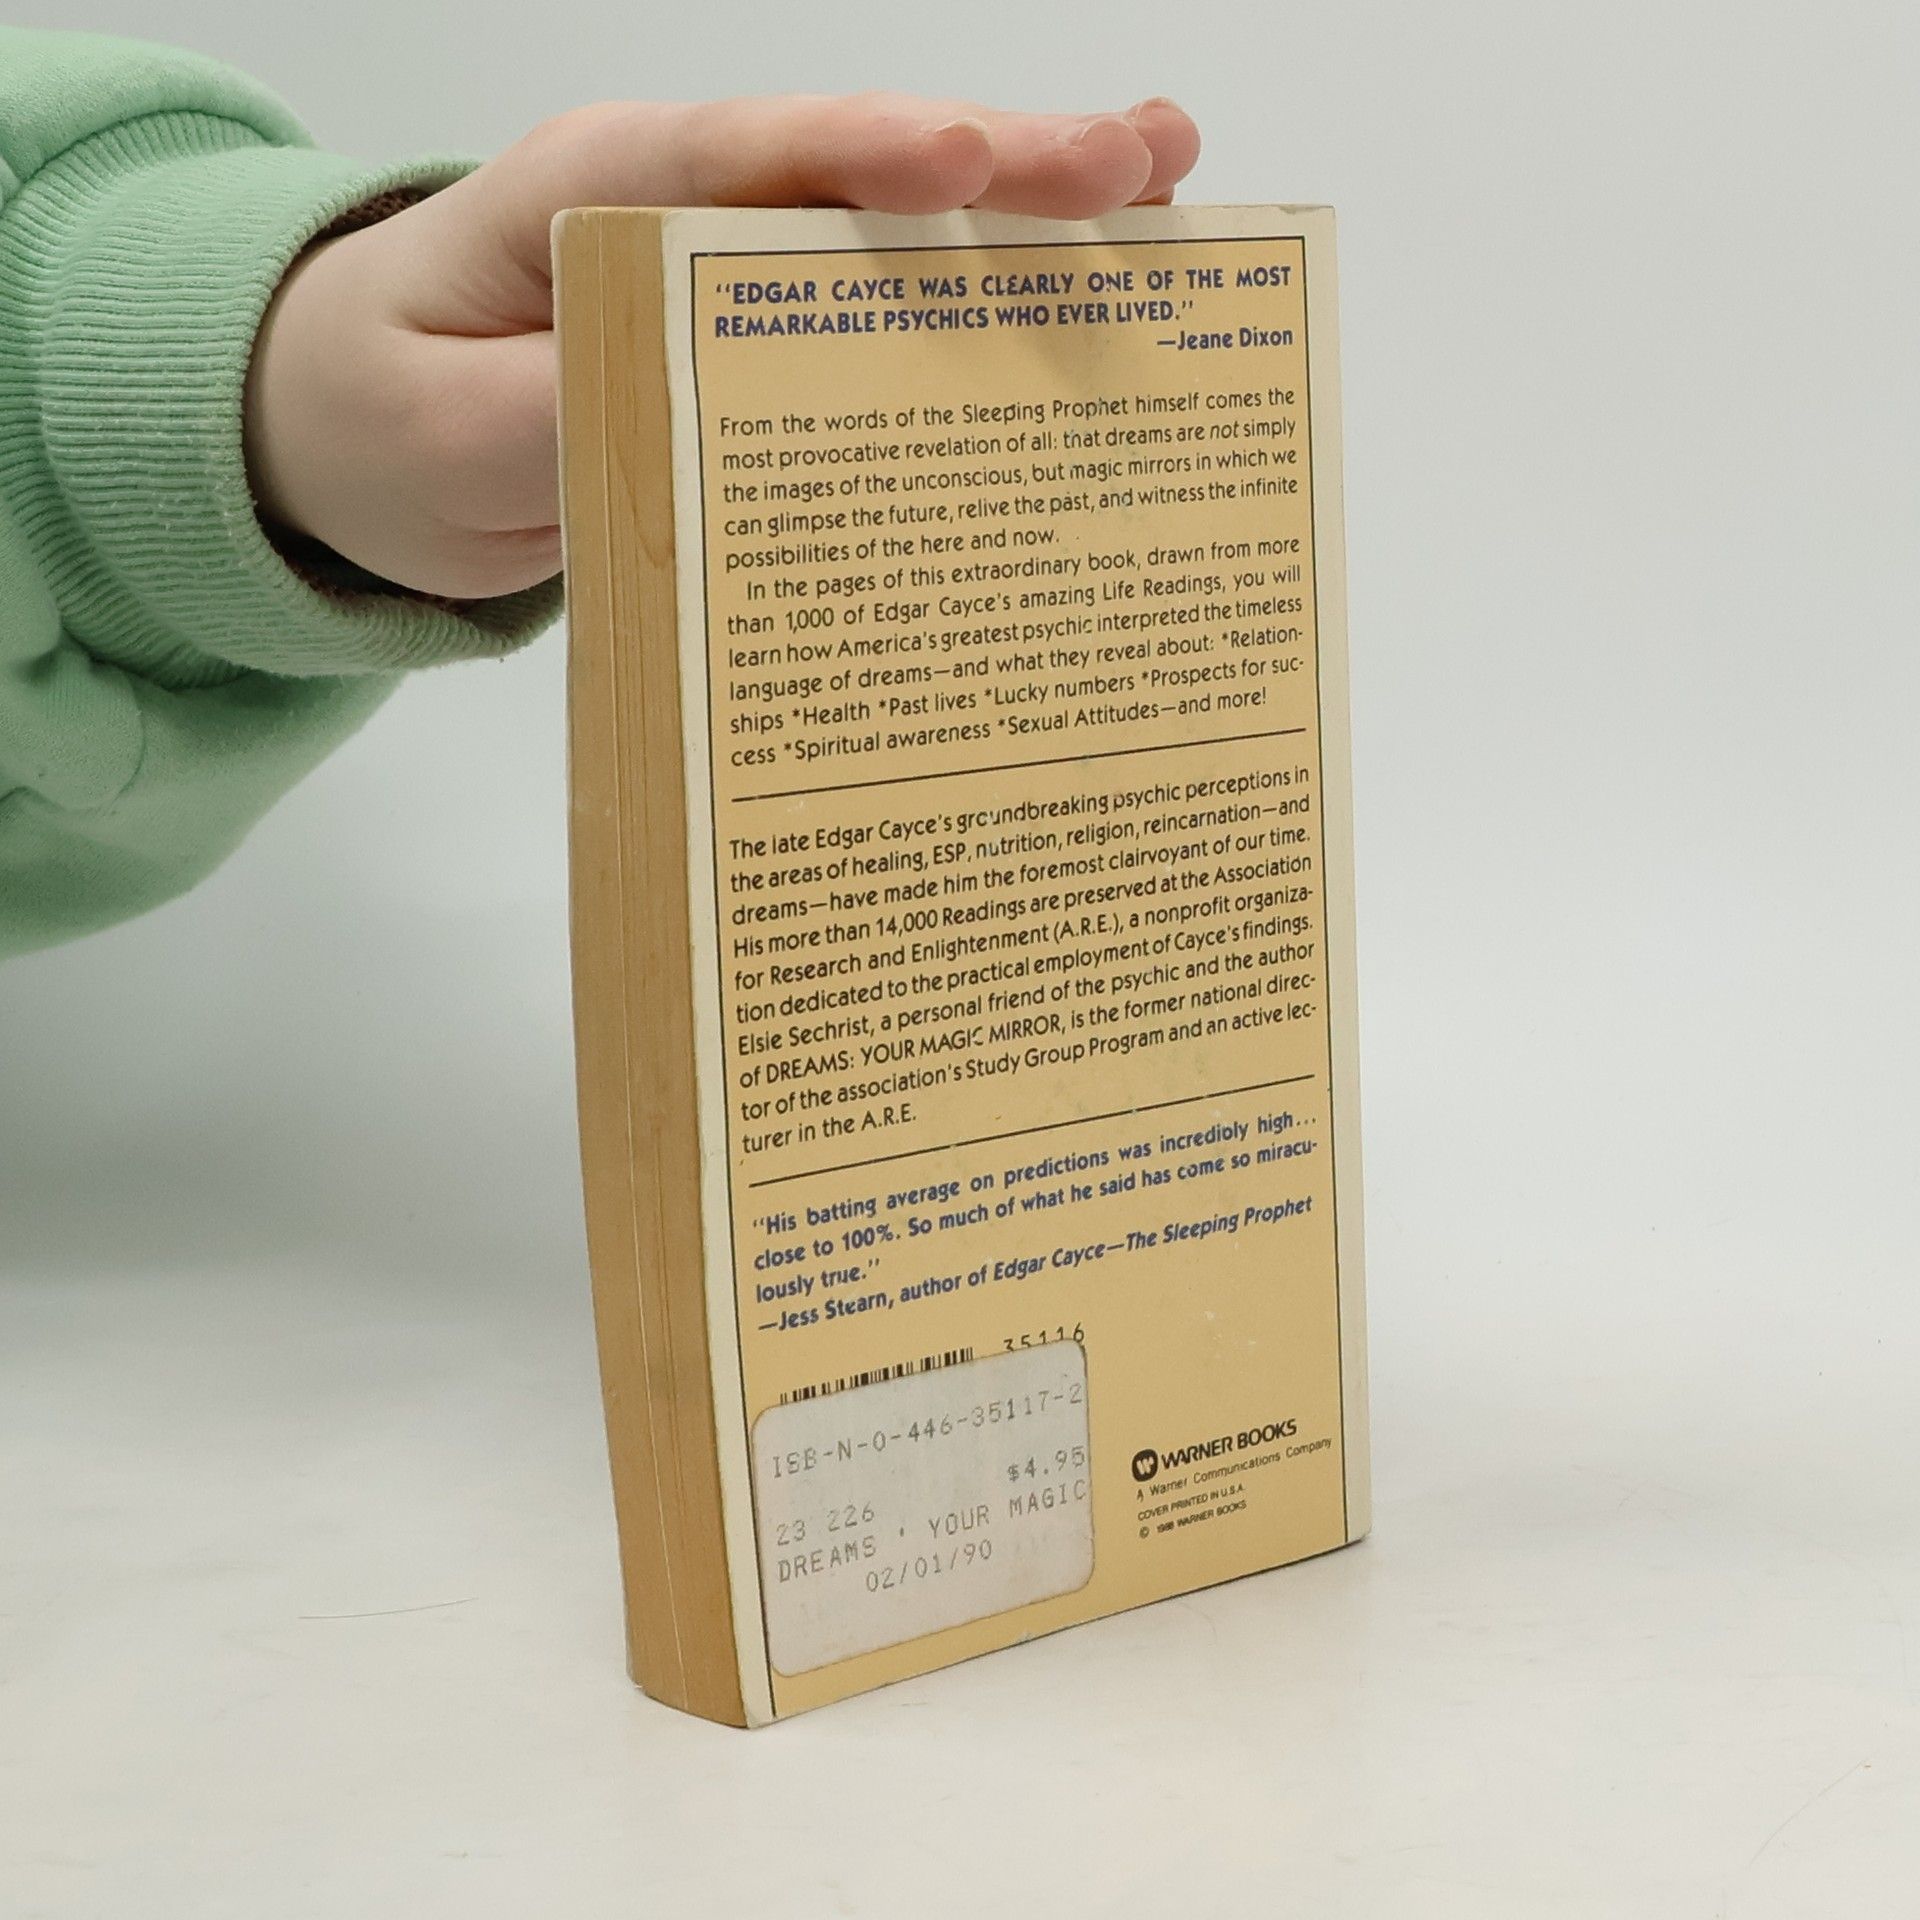 "EDGAR CAYCE WAS CLEARLY ONE OF THE MOST
REMARKABLE PSYCHICS WHO EVER LIVED."
—Jeane Dixon
From the words of the Sleeping Prophet himself comes the
most provocative revelation of all: that dreams are not simply
the images of the unconscious, but magic mirrors in which we
can glimpse the future, relive the past, and witness the infinite
possibilities of the here and now.
In the pages of this extraordinary book, drawn from more
than 1,000 of Edgar Cayce's amazing Life Readings, you will
learn how America's greatest psychic interpreted the timeless
language of dreams—and what they reveal about: *Relation-
ships *Health *Past lives *Lucky numbers *Prospects for suc-
cess *Spiritual awareness *Sexual Attitudes—and more!
The late Edgar Cayce's groundbreaking psychic perceptions in
the areas of healing, ESP, nutrition, religion, reincarnation—and
dreams—have made him the foremost clairvoyant of our time.
His more than 14,000 Readings are preserved at the Association
for Research and Enlightenment (A.R.E.), a nonprofit organiza-
tion dedicated to the practical employment of Cayce's findings.
Elsie Sechrist, a personal friend of the psychic and the author
of DREAMS: YOUR MAGIC MIRROR, is the former national direc-
tor of the association's Study Group Program and an active lec-
turer in the A.R.E.
"His batting average on predictions was incredibly high...
close to 100%. So much of what he said has come so miracu-
lously true."
—Jess Stearn, author of Edgar Cayce—The Sleeping Prophet
35116
ISB-N-0-446-35117-2
$4.95
23 226
DREAMS . YOUR MAGIC
02/01/90
WARNER BOOKS
A Warner Communications Company
COVER PRINTED IN U.S.A.
© 1988 WARNER BOOKS